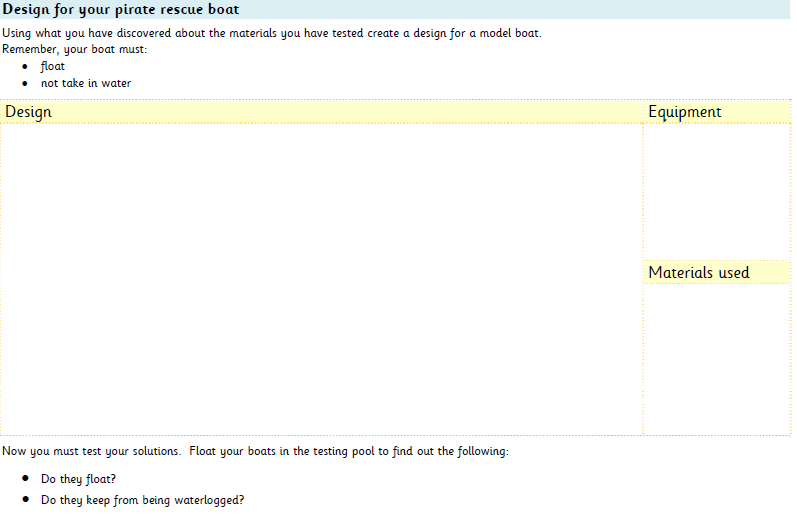 Design for your pirate rescue boat
Using what you have discovered about the materials you have tested create a design for a model boat.
Remember, your boat must:
• float
• not take in water
Design
Equipment
Materials used
Now you must test your solutions.  Float your boats in the testing pool to find out the following:
• Do they float?
• Do they keep from being waterlogged?